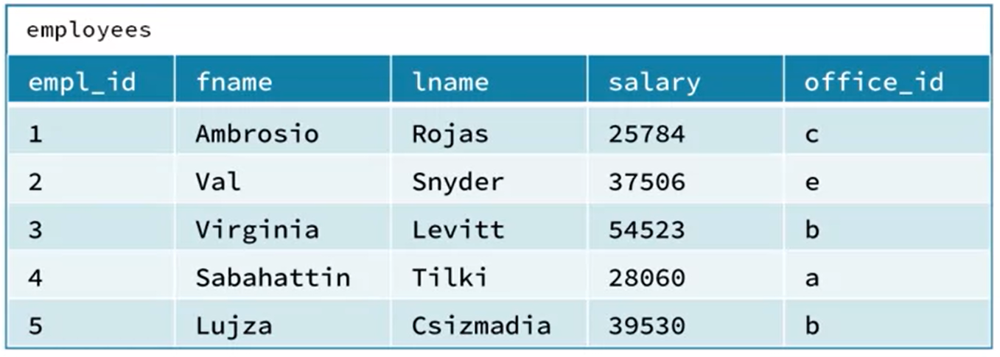 employees
empl_id fname lname salary office_id
1 Ambrosio Rojas 25784 c
2 Val Snyder 37506 e
3 Virginia Levitt 54523 b
4 Sabahattin Tilki 28060 a
5 Lujza Csizmadia 39530 b